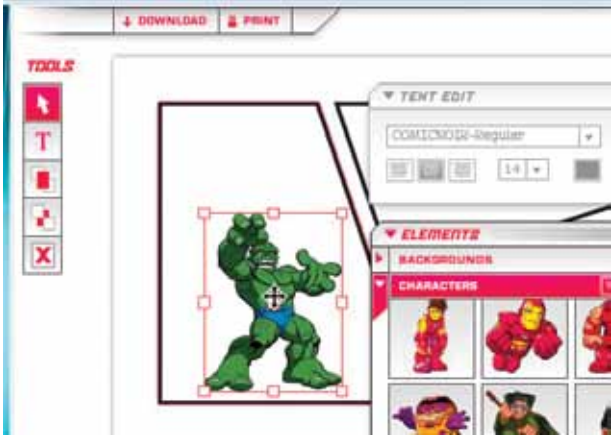 DOWNLOAD
PRINT
TOOLS
T
X
TEXT EDIT
COMICNOIR-Regular
14
ELEMENTS
BACKGROUNDS
CHARACTERS